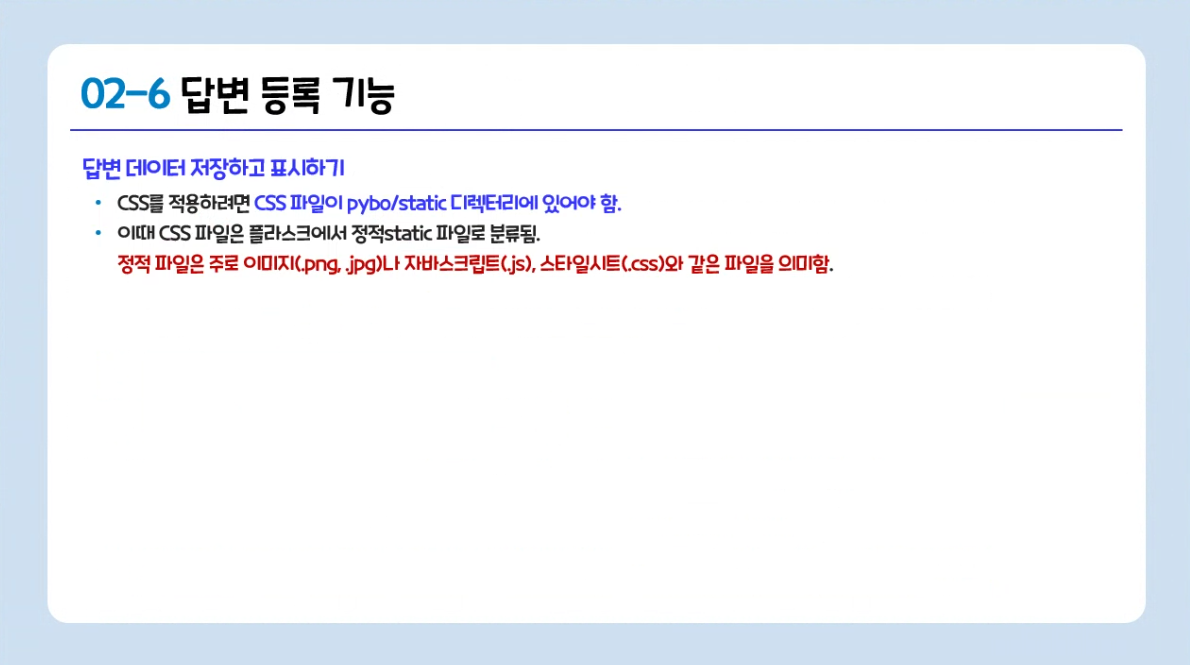 02-6 답변 등록 기능
답변 데이터 저장하고 표시하기
• CSS를 적용하려면 CSS 파일이 pybo/static 디렉터리에 있어야 함.
• 이때 CSS 파일은 플라스크에서 정적static 파일로 분류됨.
정적 파일은 주로 이미지(.png, .jpg)나 자바스크립트(.js), 스타일시트(.css)와 같은 파일을 의미함.